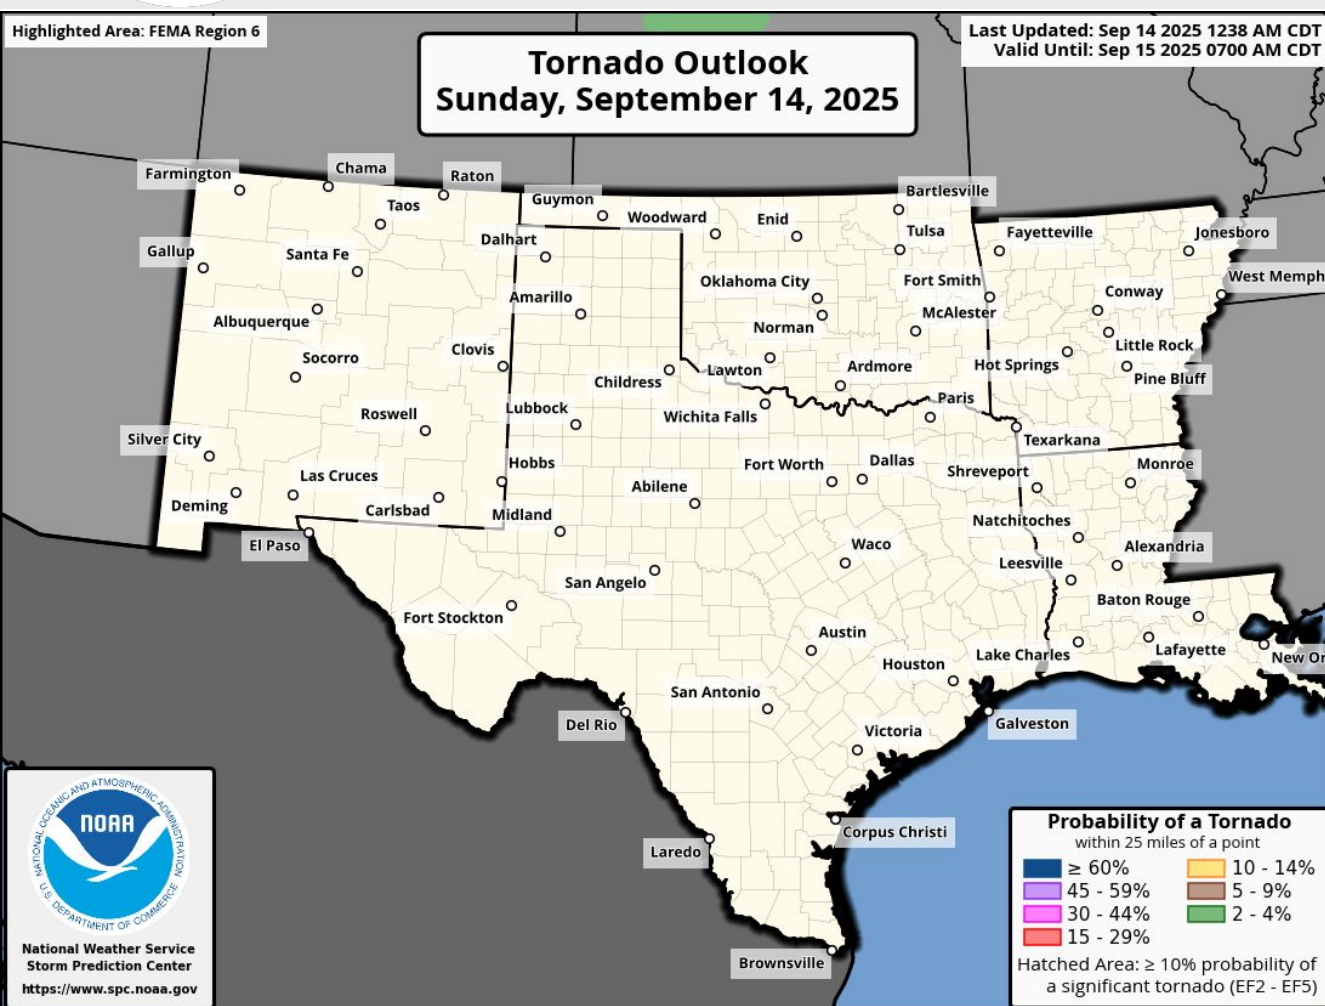 Highlighted Area: FEMA Region 6
Last Updated: Sep 14 2025 1238 AM CDT
Valid Until: Sep 15 2025 0700 AM CDT
Tornado Outlook
Sunday, September 14, 2025
Farmington
Chama
Raton
Taos
Guymon
Woodward
Enid
Bartlesville
Tulsa
Fayetteville
Jonesboro
Gallup
Santa Fe
Dalhart
Oklahoma City
Fort Smith
West Memph
Amarillo
Conway
Albuquerque
Norman
McAlester
Little Rock
Socorro
Clovis
Childress
Lawton
Ardmore
Hot Springs
Pine Bluff
Roswell
Lubbock
Wichita Falls
Paris
Texarkana
Silver City
Las Cruces
Hobbs
Fort Worth
Dallas
Shreveport
Monroe
Deming
Carlsbad
Abilene
Midland
Natchitoches
El Paso
Waco
Alexandria
San Angelo
Leesville
Fort Stockton
Baton Rouge
Austin
Houston
Lake Charles
Lafayette
New Or
San Antonio
Del Rio
Victoria
Galveston
Laredo
Corpus Christi
Brownsville
NATIONAL OCEANIC AND ATMOSPHERIC ADMINISTRATION
NOAA
U.S. DEPARTMENT OF COMMERCE
National Weather Service
Storm Prediction Center
https://www.spc.noaa.gov
Probability of a Tornado
within 25 miles of a point
≥ 60%
45 - 59%
30 - 44%
15 - 29%
10 - 14%
5 - 9%
2 - 4%
Hatched Area: ≥ 10% probability of
a significant tornado (EF2 - EF5)